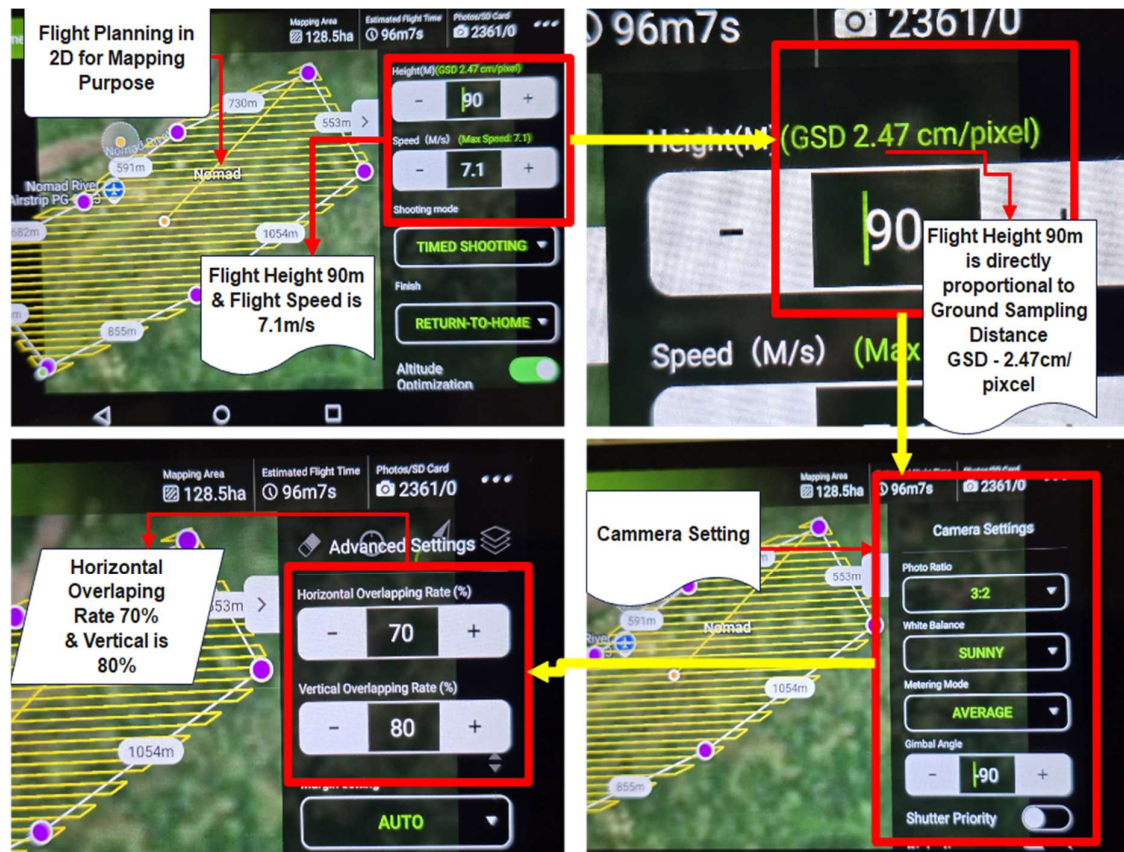 Flight Planning in
2D for Mapping
Purpose
Mapping Area
128.5ha
Estimated Flight Time
96m7s
Photos/SD Card
2361/0
Height(M)(GSD 2.47 cm/pixel)
- 90 +
Speed (M/s) (Max Speed: 7.1)
- 7.1 +
Shooting mode
TIMED SHOOTING
Finish
RETURN-TO-HOME
Altitude
Optimization
730m
553m
591m
Nomad
Nomad River
Airstrip PG
682m
1054m
855m
Flight Height 90m
& Flight Speed is
7.1m/s
96m7s
2361/0
Height(M)(GSD 2.47 cm/pixel)
- 90
Speed (M/s) (Max
Flight Height 90m
is directly
proportional to
Ground Sampling
Distance
GSD - 2.47cm/
pixcel
Mapping Area
128.5ha
Estimated Flight Time
96m7s
Photos/SD Card
2361/0
Advanced Settings
Horizontal Overlapping Rate (%)
- 70 +
Vertical Overlapping Rate (%)
- 80 +
AUTO
1054m
Horizontal
Overlaping
Rate 70%
& Vertical is
80%
Mapping Area
128.5ha
96m7s
2361/0
Cammera Setting
Camera Settings
Photo Ratio
3:2
White Balance
SUNNY
Metering Mode
AVERAGE
Gimbal Angle
- -90 +
Shutter Priority
553m
591m
Nomad
River
1054m
855m